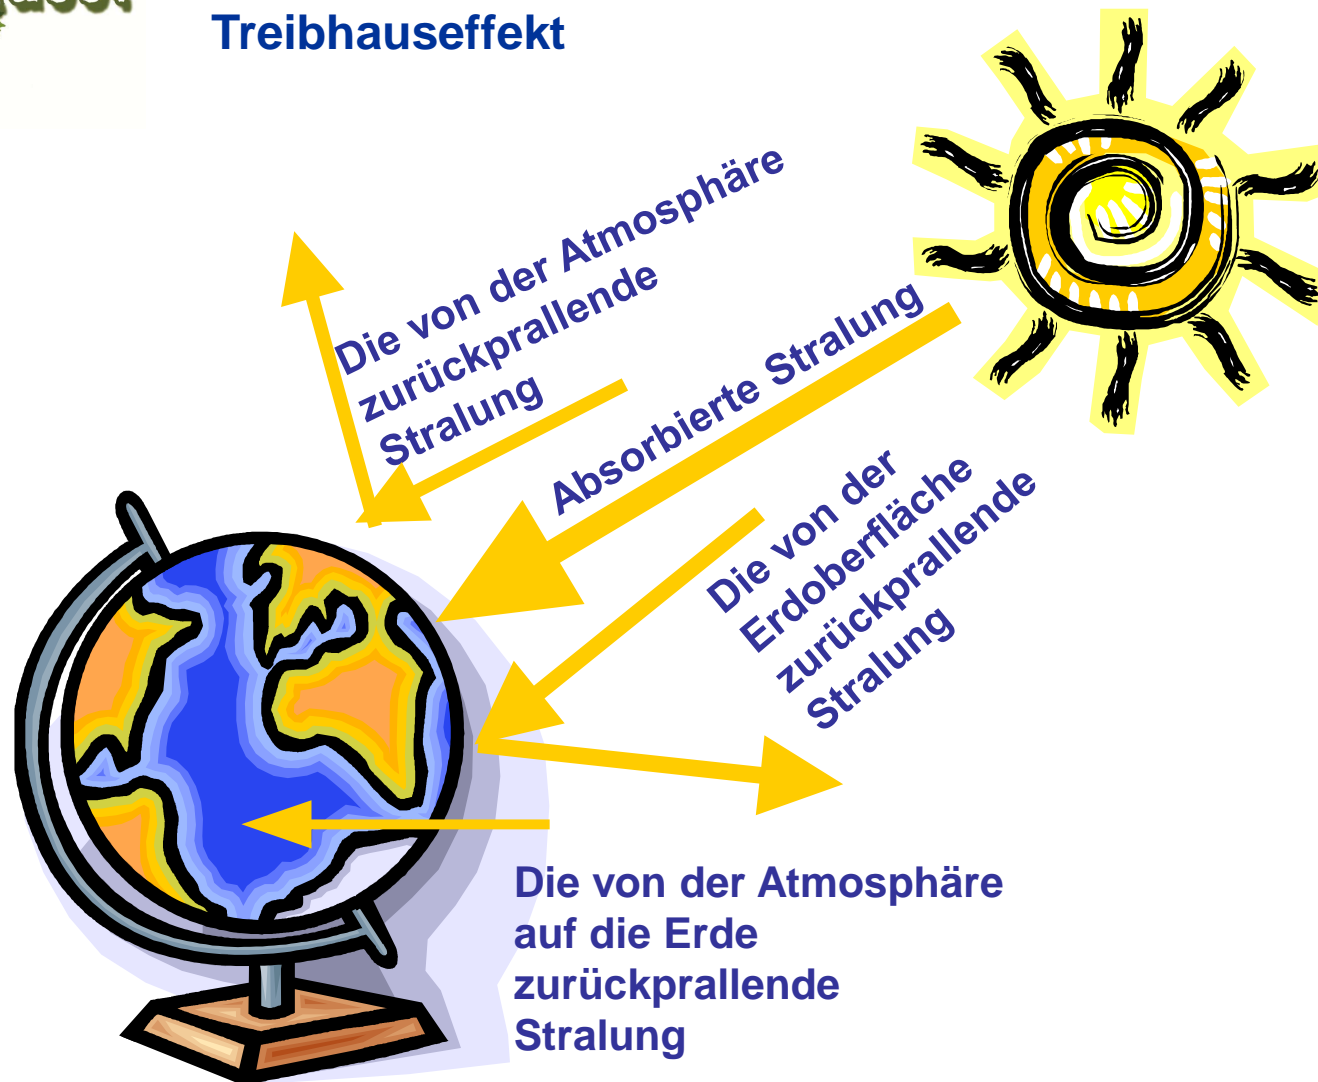 Treibhauseffekt
Die von der Atmosphäre
zurückprallende
Stralung
Absorbierte Stralung
Die von der
Erdoberfläche
zurückprallende
Stralung
Die von der Atmosphäre
auf die Erde
zurückprallende
Stralung